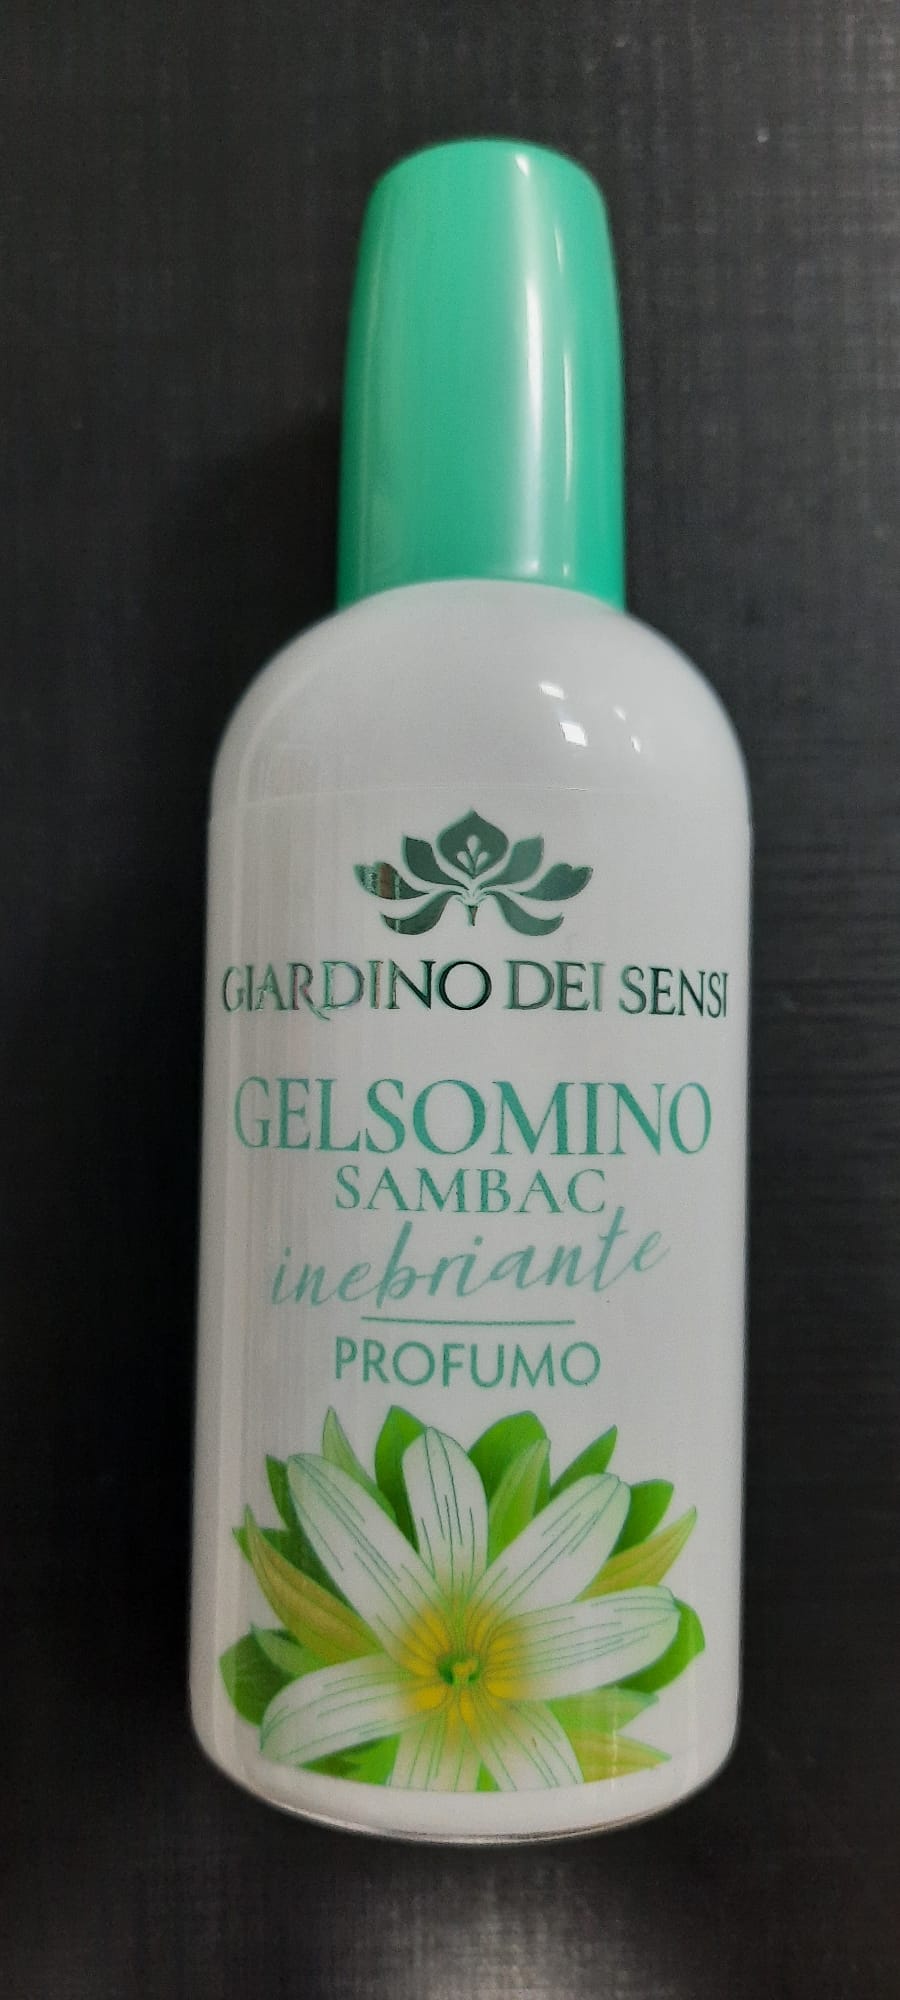 GIARDINO DEI SENSI
GELSOMINO
SAMBAC
inebriante
PROFUMO